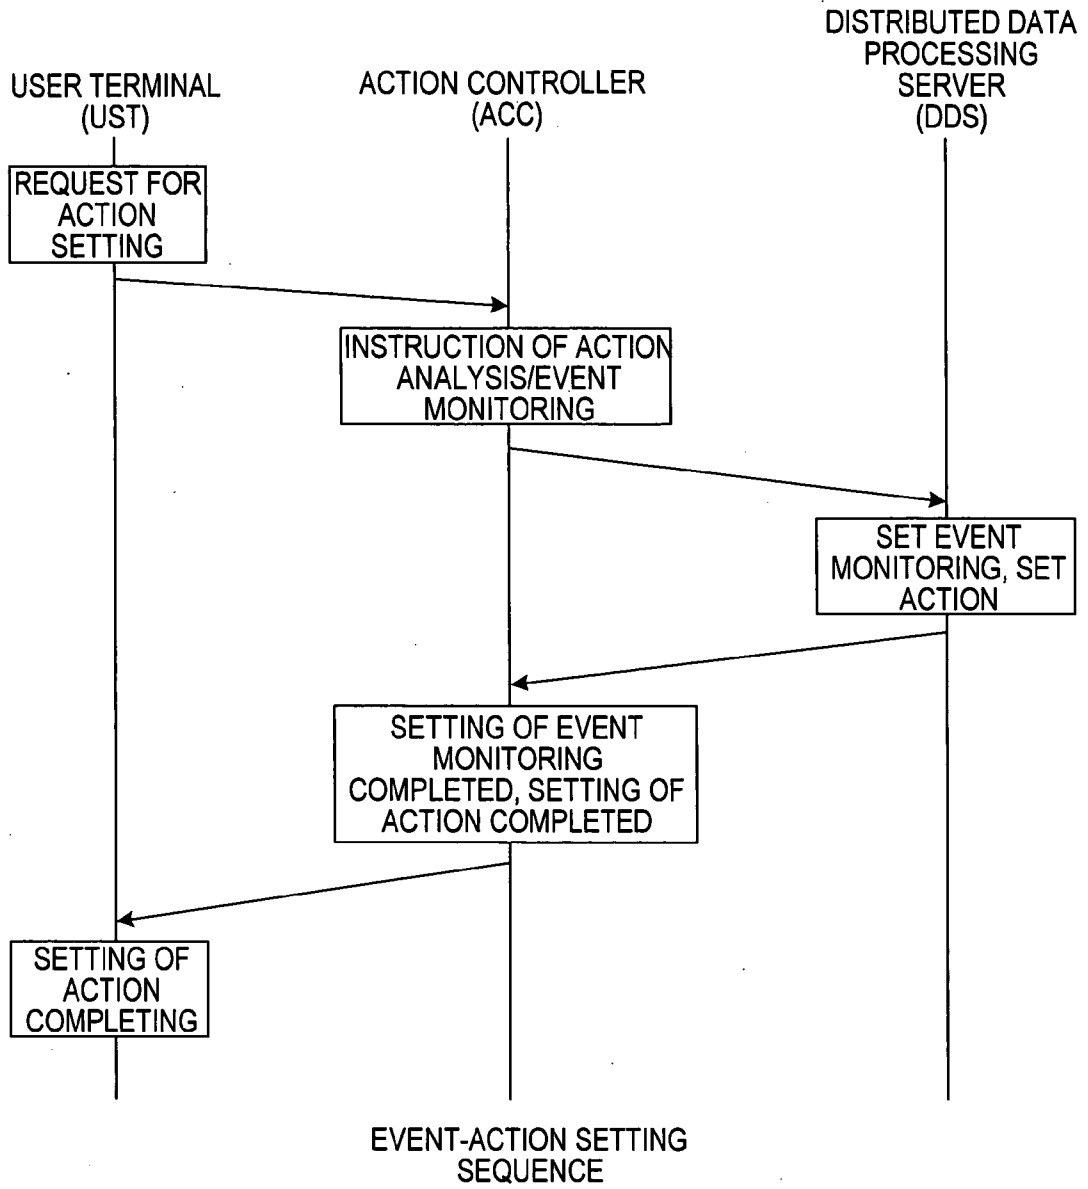 DISTRIBUTED DATA
PROCESSING
SERVER
(DDS)
USER TERMINAL
(UST)
ACTION CONTROLLER
(ACC)
REQUEST FOR
ACTION
SETTING
INSTRUCTION OF ACTION
ANALYSIS/EVENT
MONITORING
SET EVENT
MONITORING, SET
ACTION
SETTING OF EVENT
MONITORING
COMPLETED, SETTING OF
ACTION COMPLETED
SETTING OF
ACTION
COMPLETING
EVENT-ACTION SETTING
SEQUENCE